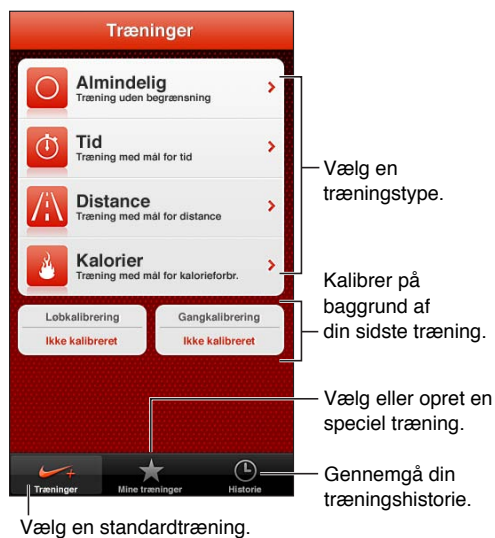 Træninger
Almindelig
Træning uden begrænsning
Tid
Træning med mål for tid
Distance
Træning med mål for distance
Kalorier
Træning med mål for kalorieforbr.
Vælg en
træningstype.
Løbkalibrering
Ikke kalibreret
Gangkalibrering
Ikke kalibreret
Kalibrer på
baggrund af
din sidste træning.
Vælg eller opret en
speciel træning.
Træninger
Mine træninger
Historie
Gennemgå din
træningshistorie.
Vælg en standardtræning.